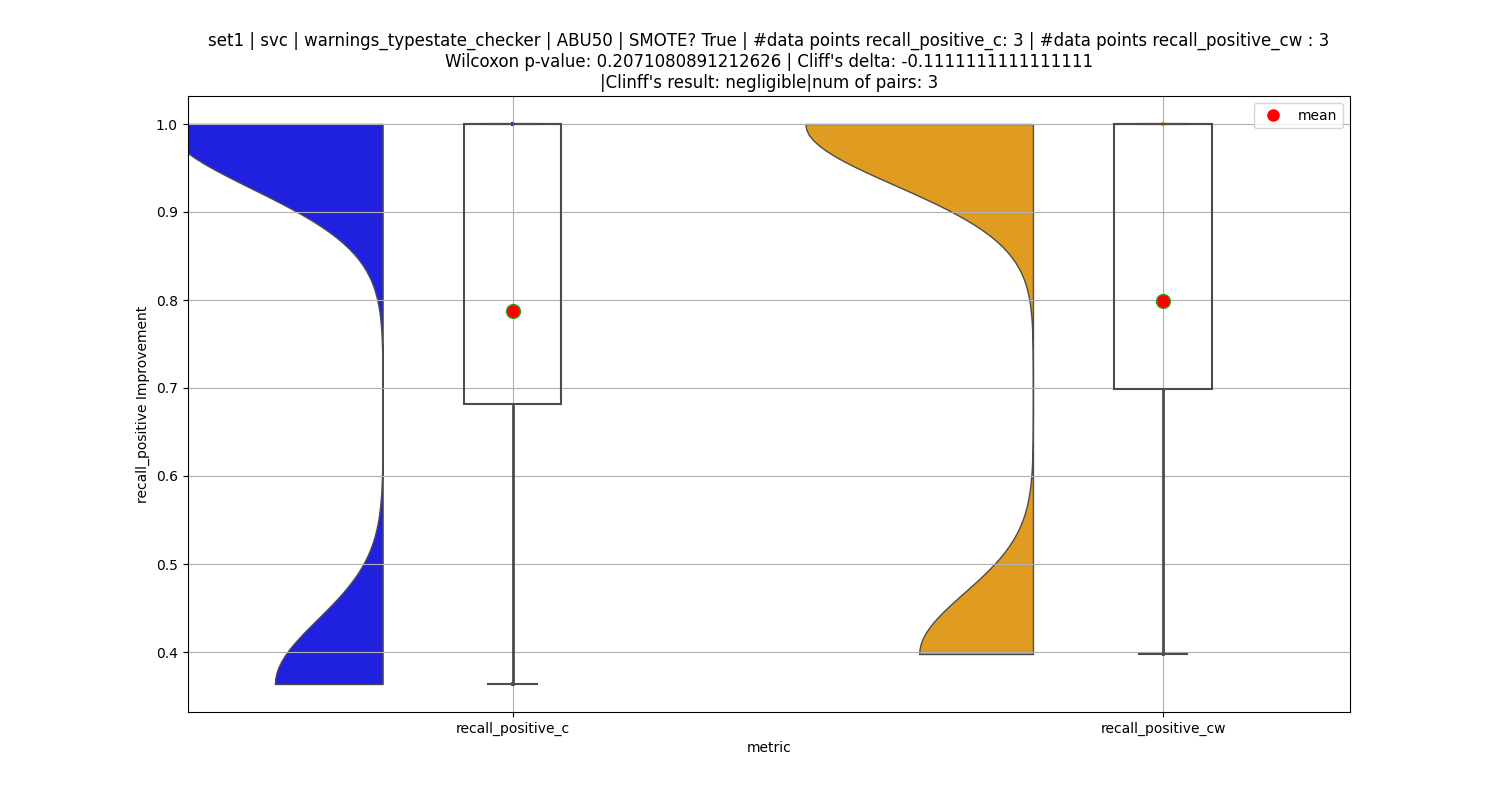 set1 | svc | warnings_typestate_checker | ABU50 | SMOTE? True | #data points recall_positive_c: 3 | #data points recall_positive_cw : 3
Wilcoxon p-value: 0.2071080891212626 | Cliff's delta: -0.1111111111111111
|Clinff's result: negligible|num of pairs: 3
mean
1.0
0.9
0.8
0.7
0.6
0.5
0.4
recall_positive Improvement
recall_positive_c
recall_positive_cw
metric